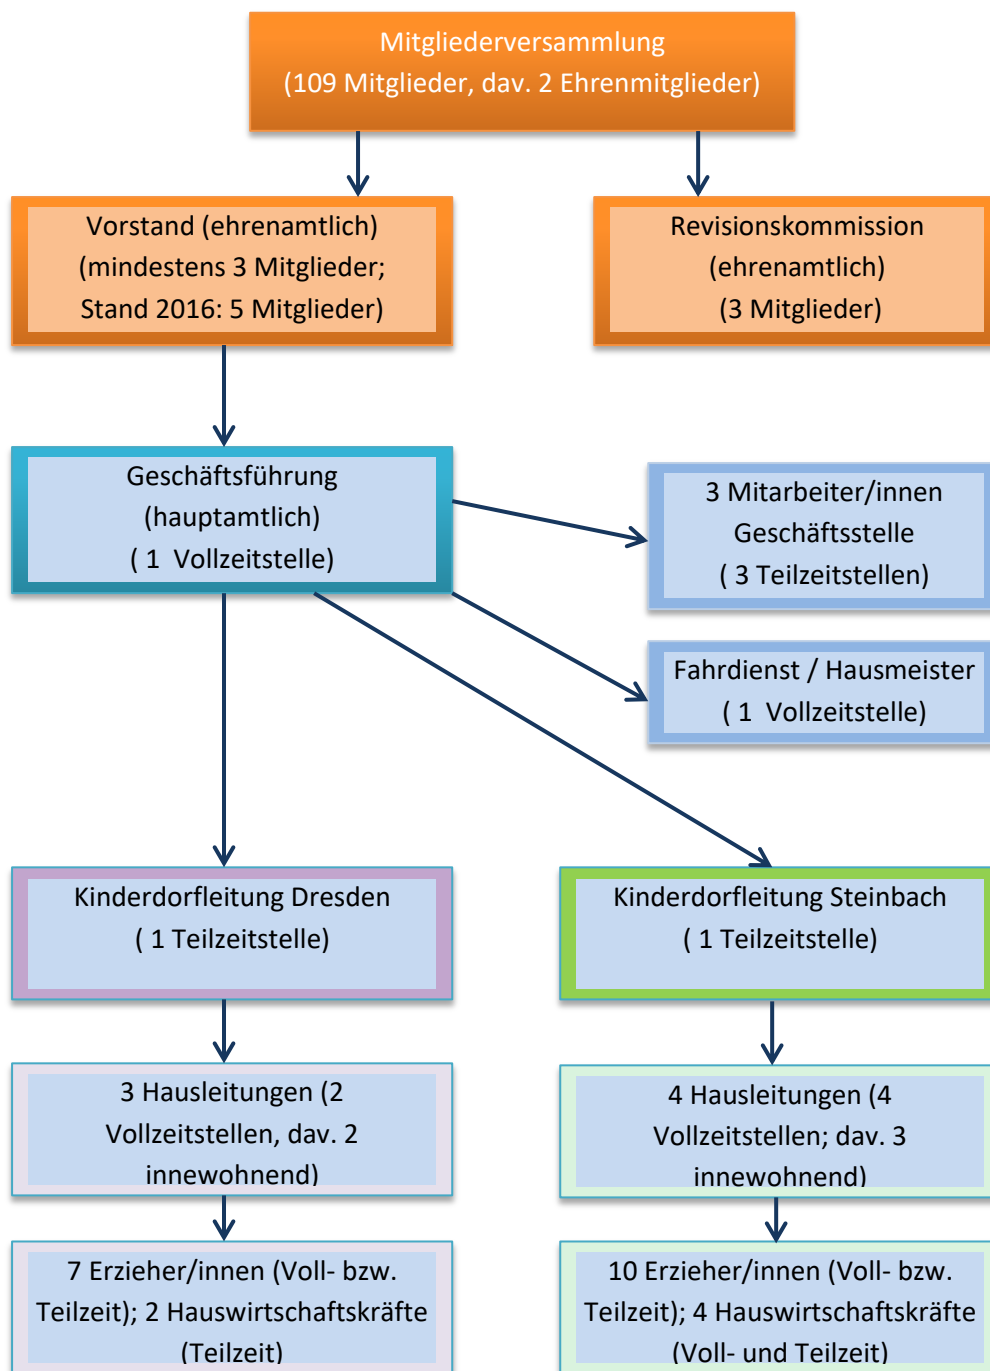 Mitgliederversammlung
(109 Mitglieder, dav. 2 Ehrenmitglieder)
Vorstand (ehrenamtlich)
(mindestens 3 Mitglieder;
Stand 2016: 5 Mitglieder)
Revisionskommission
(ehrenamtlich)
(3 Mitglieder)
Geschäftsführung
(hauptamtlich)
( 1 Vollzeitstelle)
3 Mitarbeiter/innen
Geschäftsstelle
( 3 Teilzeitstellen)
Fahrdienst / Hausmeister
( 1 Vollzeitstelle)
Kinderdorfleitung Dresden
( 1 Teilzeitstelle)
Kinderdorfleitung Steinbach
( 1 Teilzeitstelle)
3 Hausleitungen (2
Vollzeitstellen, dav. 2
innewohnend)
4 Hausleitungen (4
Vollzeitstellen; dav. 3
innewohnend)
7 Erzieher/innen (Voll- bzw.
Teilzeit); 2 Hauswirtschaftskräfte
(Teilzeit)
10 Erzieher/innen (Voll- bzw.
Teilzeit); 4 Hauswirtschaftskräfte
(Voll- und Teilzeit)